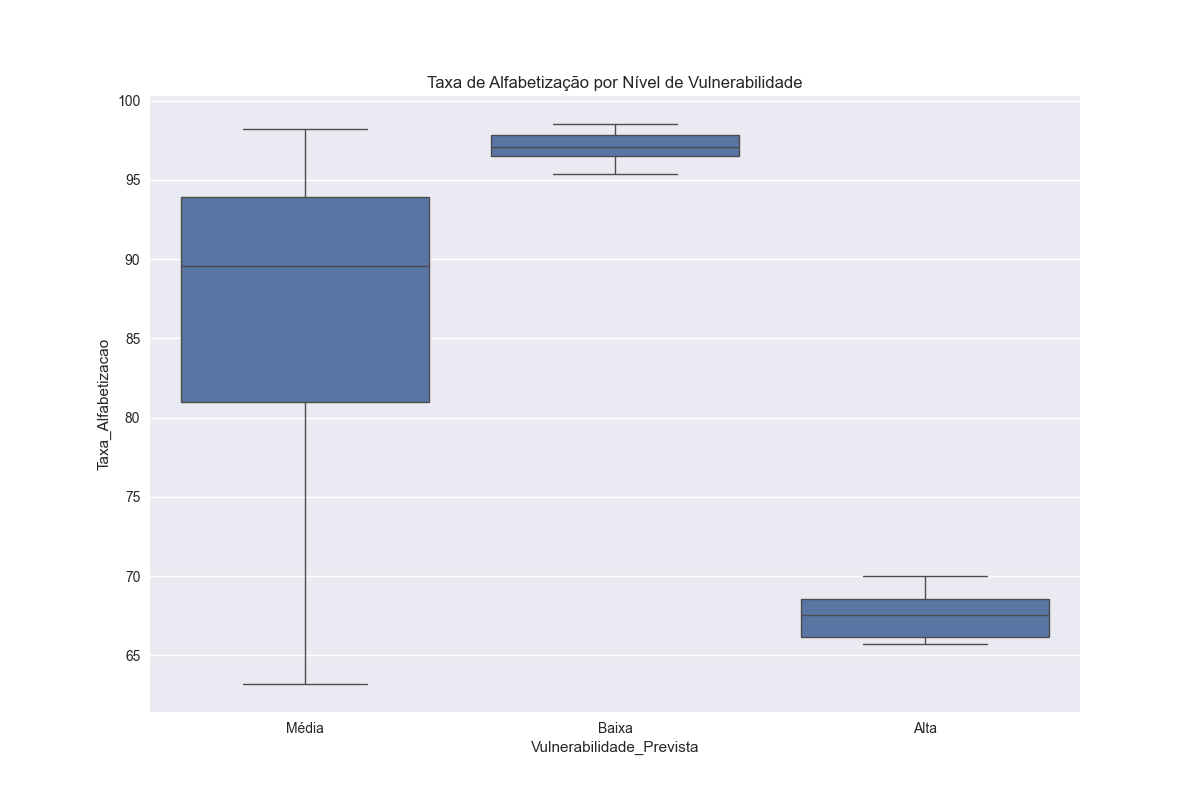 Taxa de Alfabetização por Nível de Vulnerabilidade
Taxa_Alfabetizacao
100
95
90
85
80
75
70
65
Média
Baixa
Alta
Vulnerabilidade_Prevista